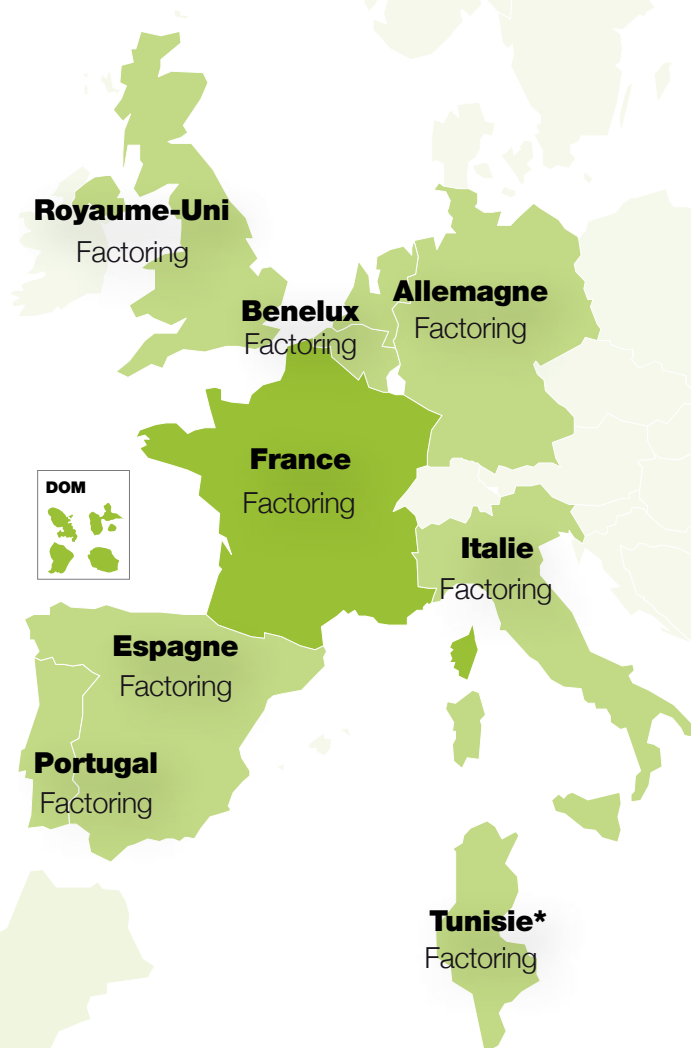 Royaume-Uni
Factoring
Benelux
Factoring
Allemagne
Factoring
France
Factoring
DOM
Italie
Factoring
Espagne
Factoring
Portugal
Factoring
Tunisie*
Factoring